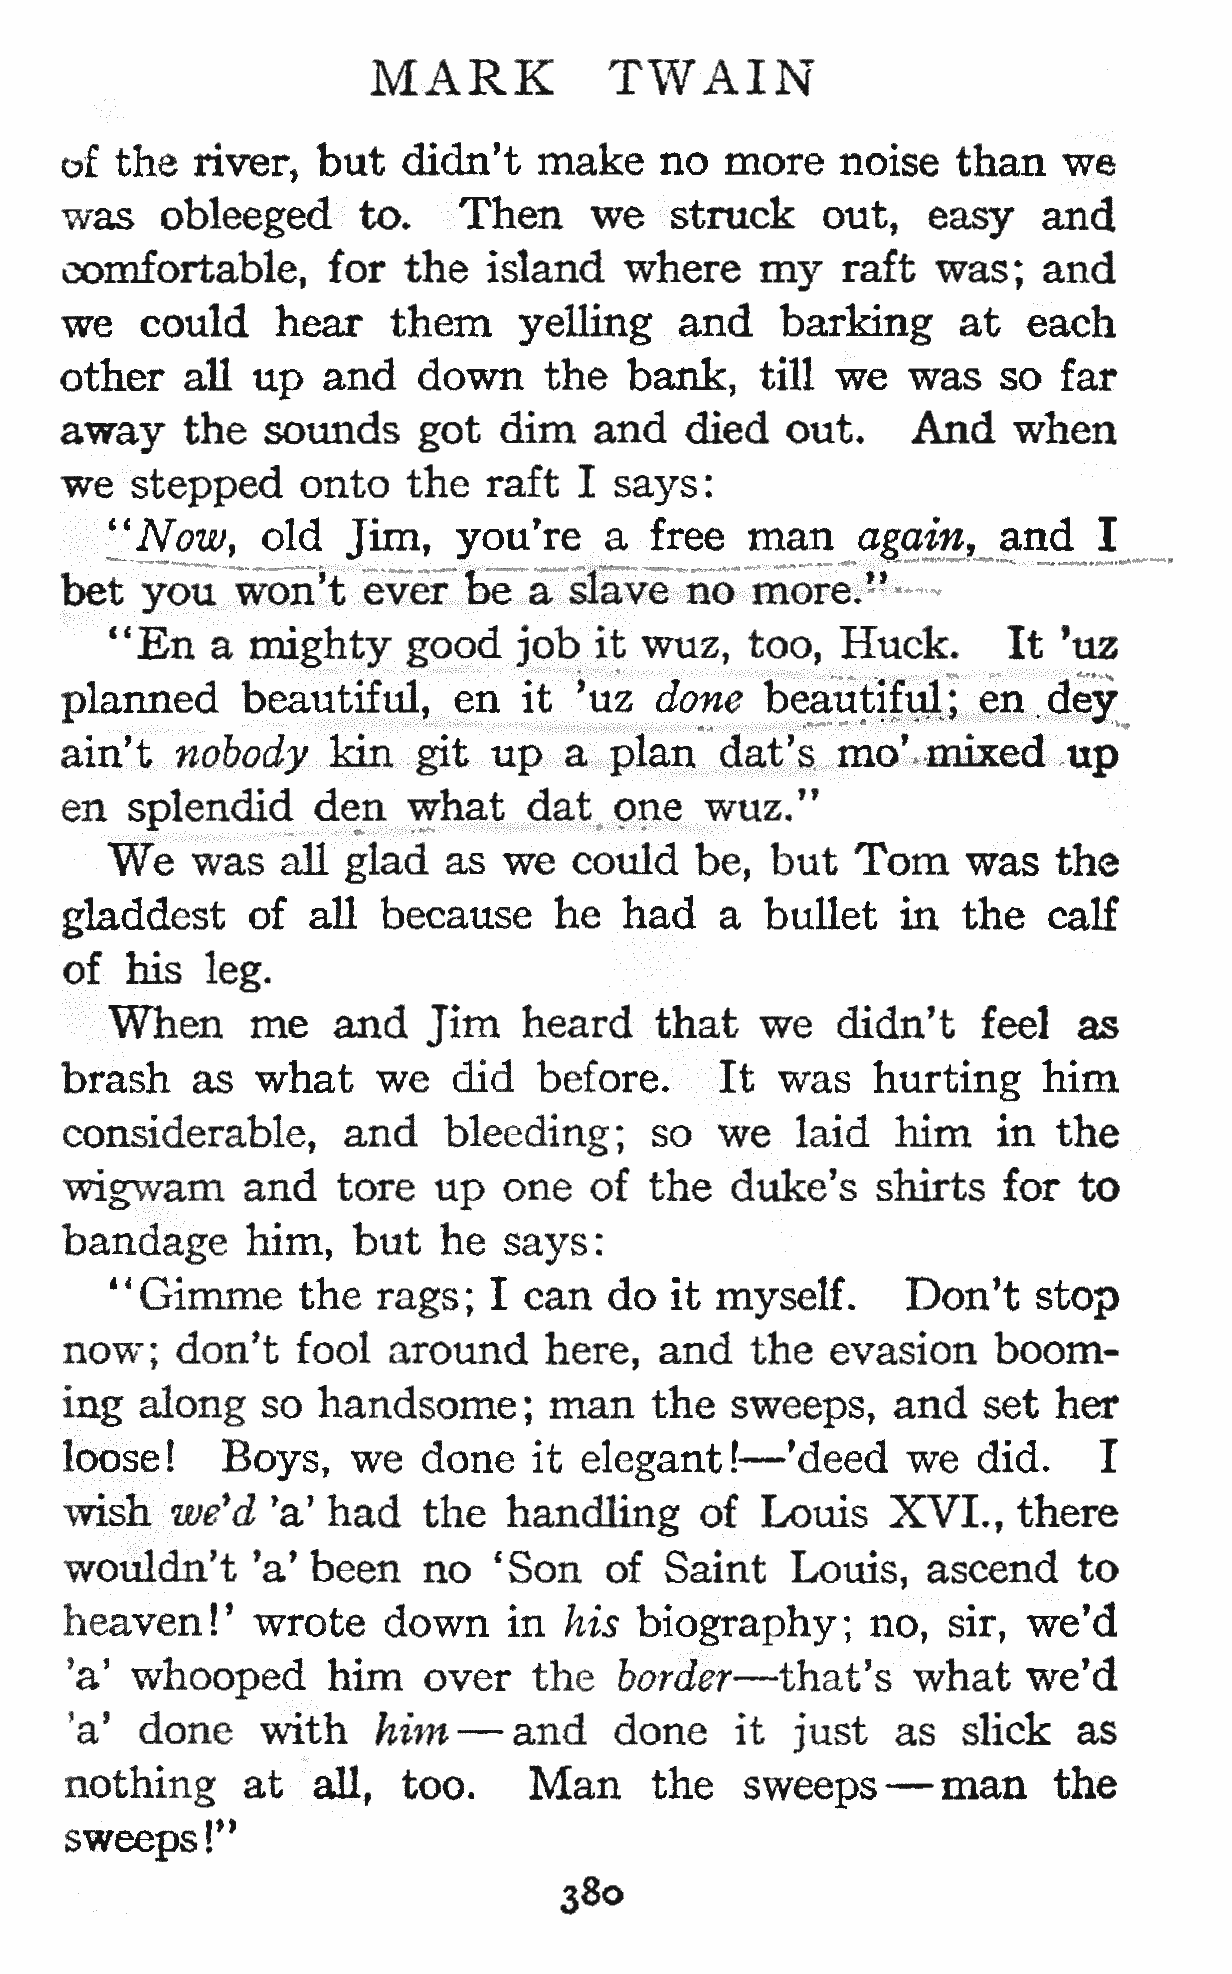 MARK TWAIN
of the river, but didn't make no more noise than we
was obleeged to. Then we struck out, easy and
comfortable, for the island where my raft was; and
we could hear them yelling and barking at each
other all up and down the bank, till we was so far
away the sounds got dim and died out. And when
we stepped onto the raft I says:
"Now, old Jim, you're a free man again, and I
bet you won't ever be a slave no more."
"En a mighty good job it wuz, too, Huck. It 'uz
planned beautiful, en it 'uz done beautiful; en dey
ain't nobody kin git up a plan dat's mo' mixed up
en splendid den what dat one wuz."
We was all glad as we could be, but Tom was the
gladdest of all because he had a bullet in the calf
of his leg.
When me and Jim heard that we didn't feel as
brash as what we did before. It was hurting him
considerable, and bleeding; so we laid him in the
wigwam and tore up one of the duke's shirts for to
bandage him, but he says:
"Gimme the rags; I can do it myself. Don't stop
now; don't fool around here, and the evasion boom-
ing along so handsome; man the sweeps, and set her
loose! Boys, we done it elegant!—'deed we did. I
wish we'd 'a' had the handling of Louis XVI., there
wouldn't 'a' been no 'Son of Saint Louis, ascend to
heaven!' wrote down in his biography; no, sir, we'd
'a' whooped him over the border—that's what we'd
'a' done with him—and done it just as slick as
nothing at all, too. Man the sweeps—man the
sweeps!"
380